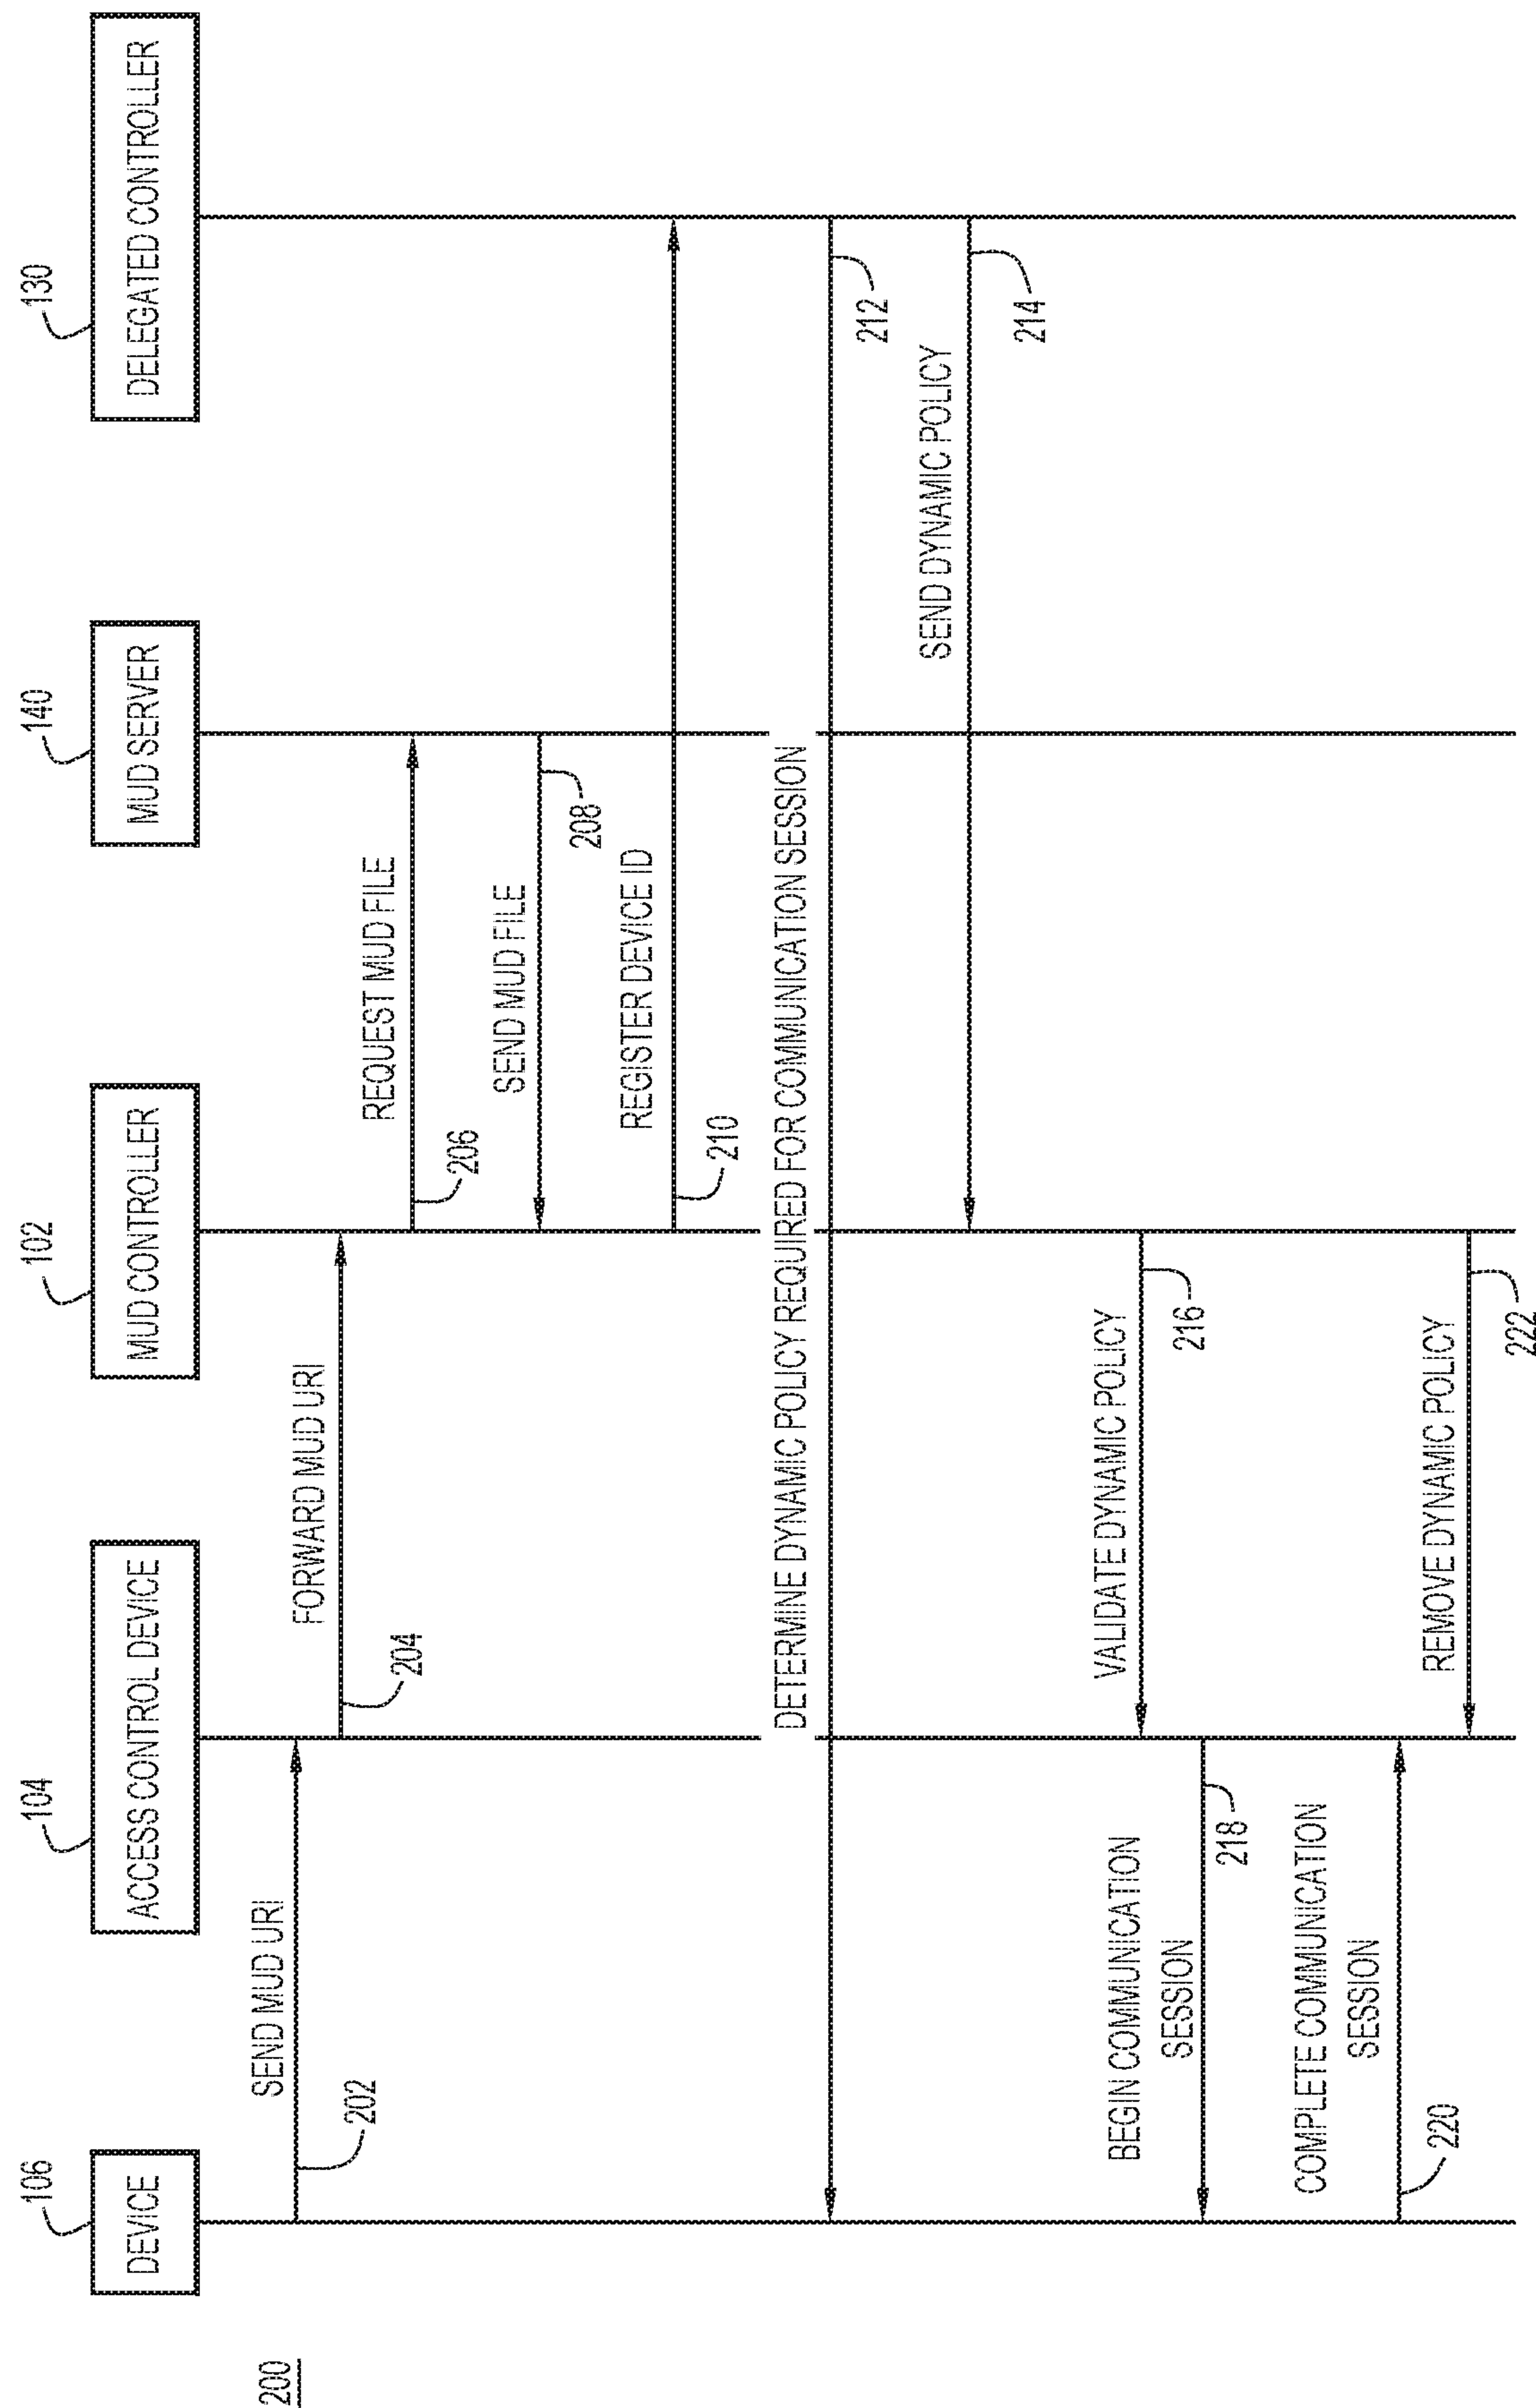 200
106
DEVICE
104
ACCESS CONTROL DEVICE
102
MUD CONTROLLER
140
MUD SERVER
130
DELEGATED CONTROLLER
SEND MUD URI
202
FORWARD MUD URI
204
REQUEST MUD FILE
206
SEND MUD FILE
208
REGISTER DEVICE ID
210
DETERMINE DYNAMIC POLICY REQUIRED FOR COMMUNICATION SESSION
212
SEND DYNAMIC POLICY
214
VALIDATE DYNAMIC POLICY
216
BEGIN COMMUNICATION
SESSION
218
COMPLETE COMMUNICATION
SESSION
220
REMOVE DYNAMIC POLICY
222